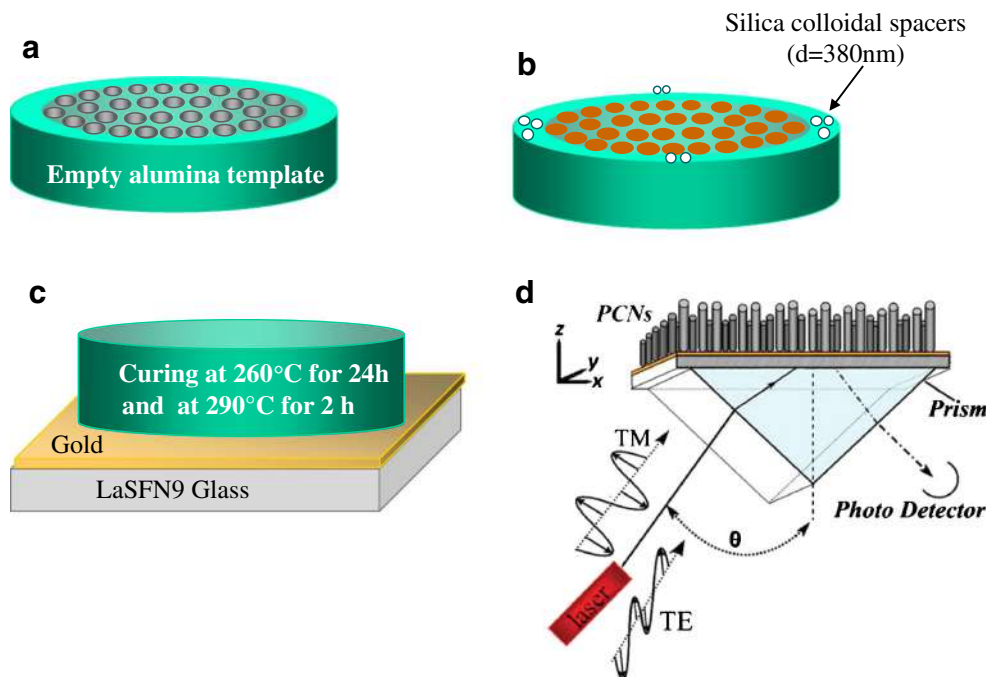 a
Empty alumina template
b
Silica colloidal spacers
(d=380nm)
c
Curing at 260°C for 24h
and at 290°C for 2 h
Gold
LaSFN9 Glass
d
PCNs
z
y
x
Prism
TM
Photo Detector
θ
laser
TE